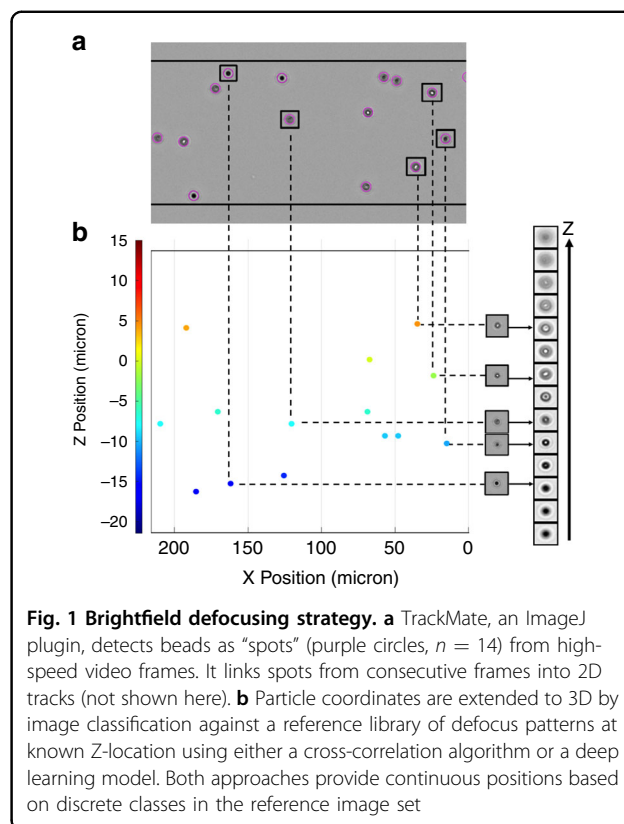 a
b
Z
15
10
5
0
−5
−10
−15
−20
Z Position (micron)
200
150
100
50
0
X Position (micron)
Fig. 1 Brightfield defocusing strategy. a TrackMate, an ImageJ
plugin, detects beads as “spots” (purple circles, n = 14) from high-
speed video frames. It links spots from consecutive frames into 2D
tracks (not shown here). b Particle coordinates are extended to 3D by
image classification against a reference library of defocus patterns at
known Z-location using either a cross-correlation algorithm or a deep
learning model. Both approaches provide continuous positions based
on discrete classes in the reference image set